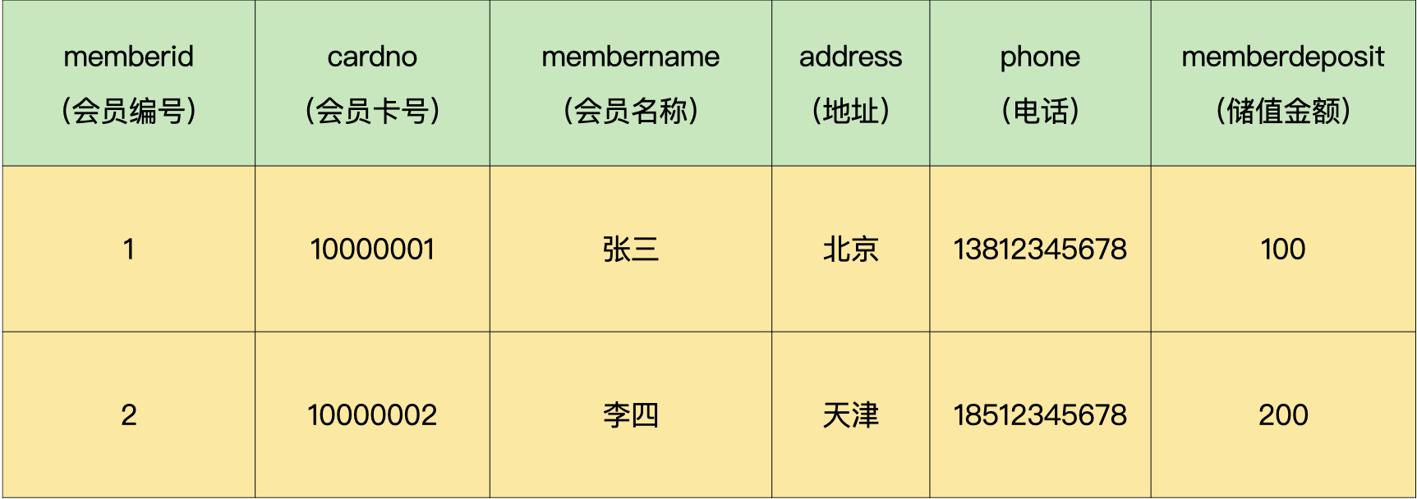 memberid cardno membername address phone memberdeposit
（会员编号） （会员卡号） （会员名称） （地址） （电话） （储值金额）
1 10000001 张三 北京 13812345678 100
2 10000002 李四 天津 18512345678 200